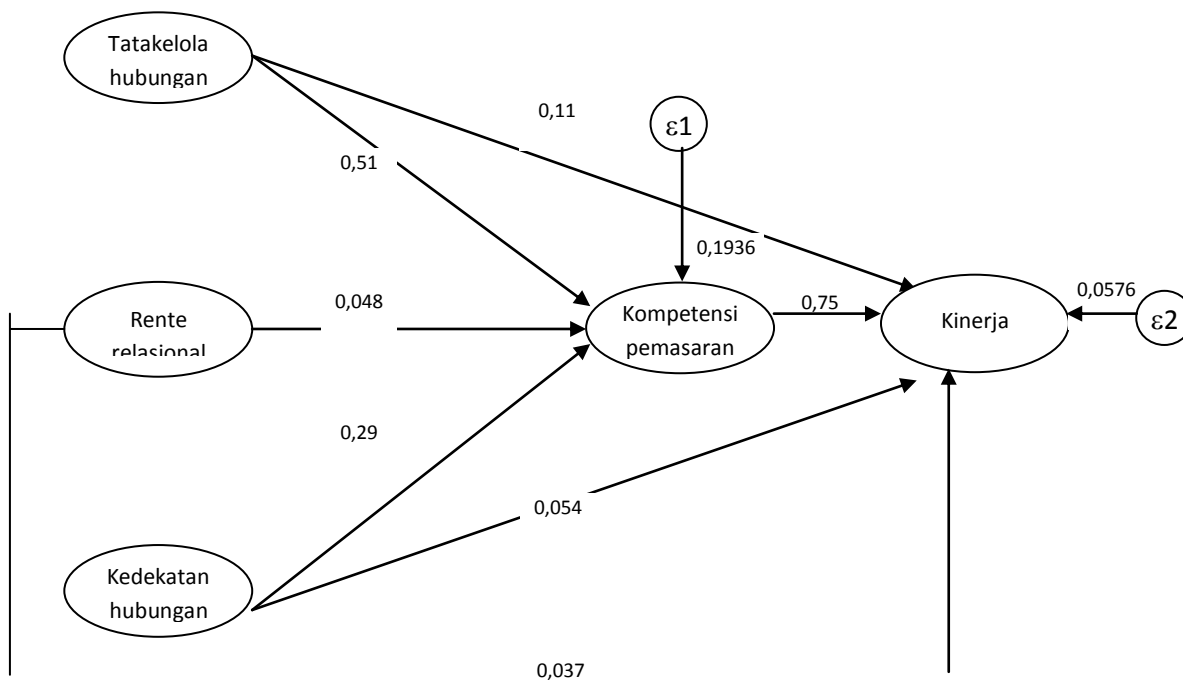 Tatakelola
hubungan
0,11
ε1
0,51
0,1936
Rente
relasional
0,048
Kompetensi
pemasaran
0,75
Kinerja
0,0576
ε2
0,29
0,054
Kedekatan
hubungan
0,037